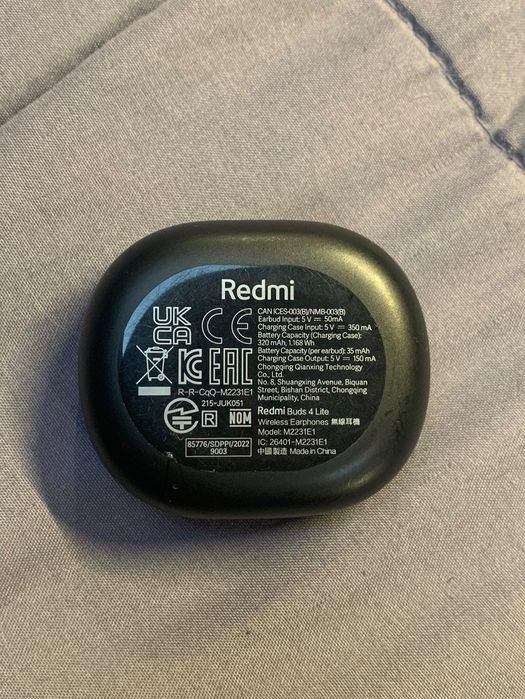 Redmi
UK
CA
CE
EAC
R-R-CqQ-M2231E1
215-JUK051
R
NOM
85776/SDPPI/2022
9003
CAN ICES-003(B)/NMB-003(B)
Earbud Input: 5 V ⎓ 50mA
Charging Case Input: 5 V ⎓ 350 mA
Battery Capacity (Charging Case):
320 mAh, 1.168 Wh
Battery Capacity (per earbud): 35 mAh
Charging Case Output: 5 V ⎓ 150 mA
Chongqing Qianxing Technology
Co., Ltd.
No. 8, Shuangxing Avenue, Biquan
Street, Bishan District, Chongqing
Municipality, China
Redmi Buds 4 Lite
Wireless Earphones 無線耳機
Model: M2231E1
IC: 26401-M2231E1
中國製造 Made in China